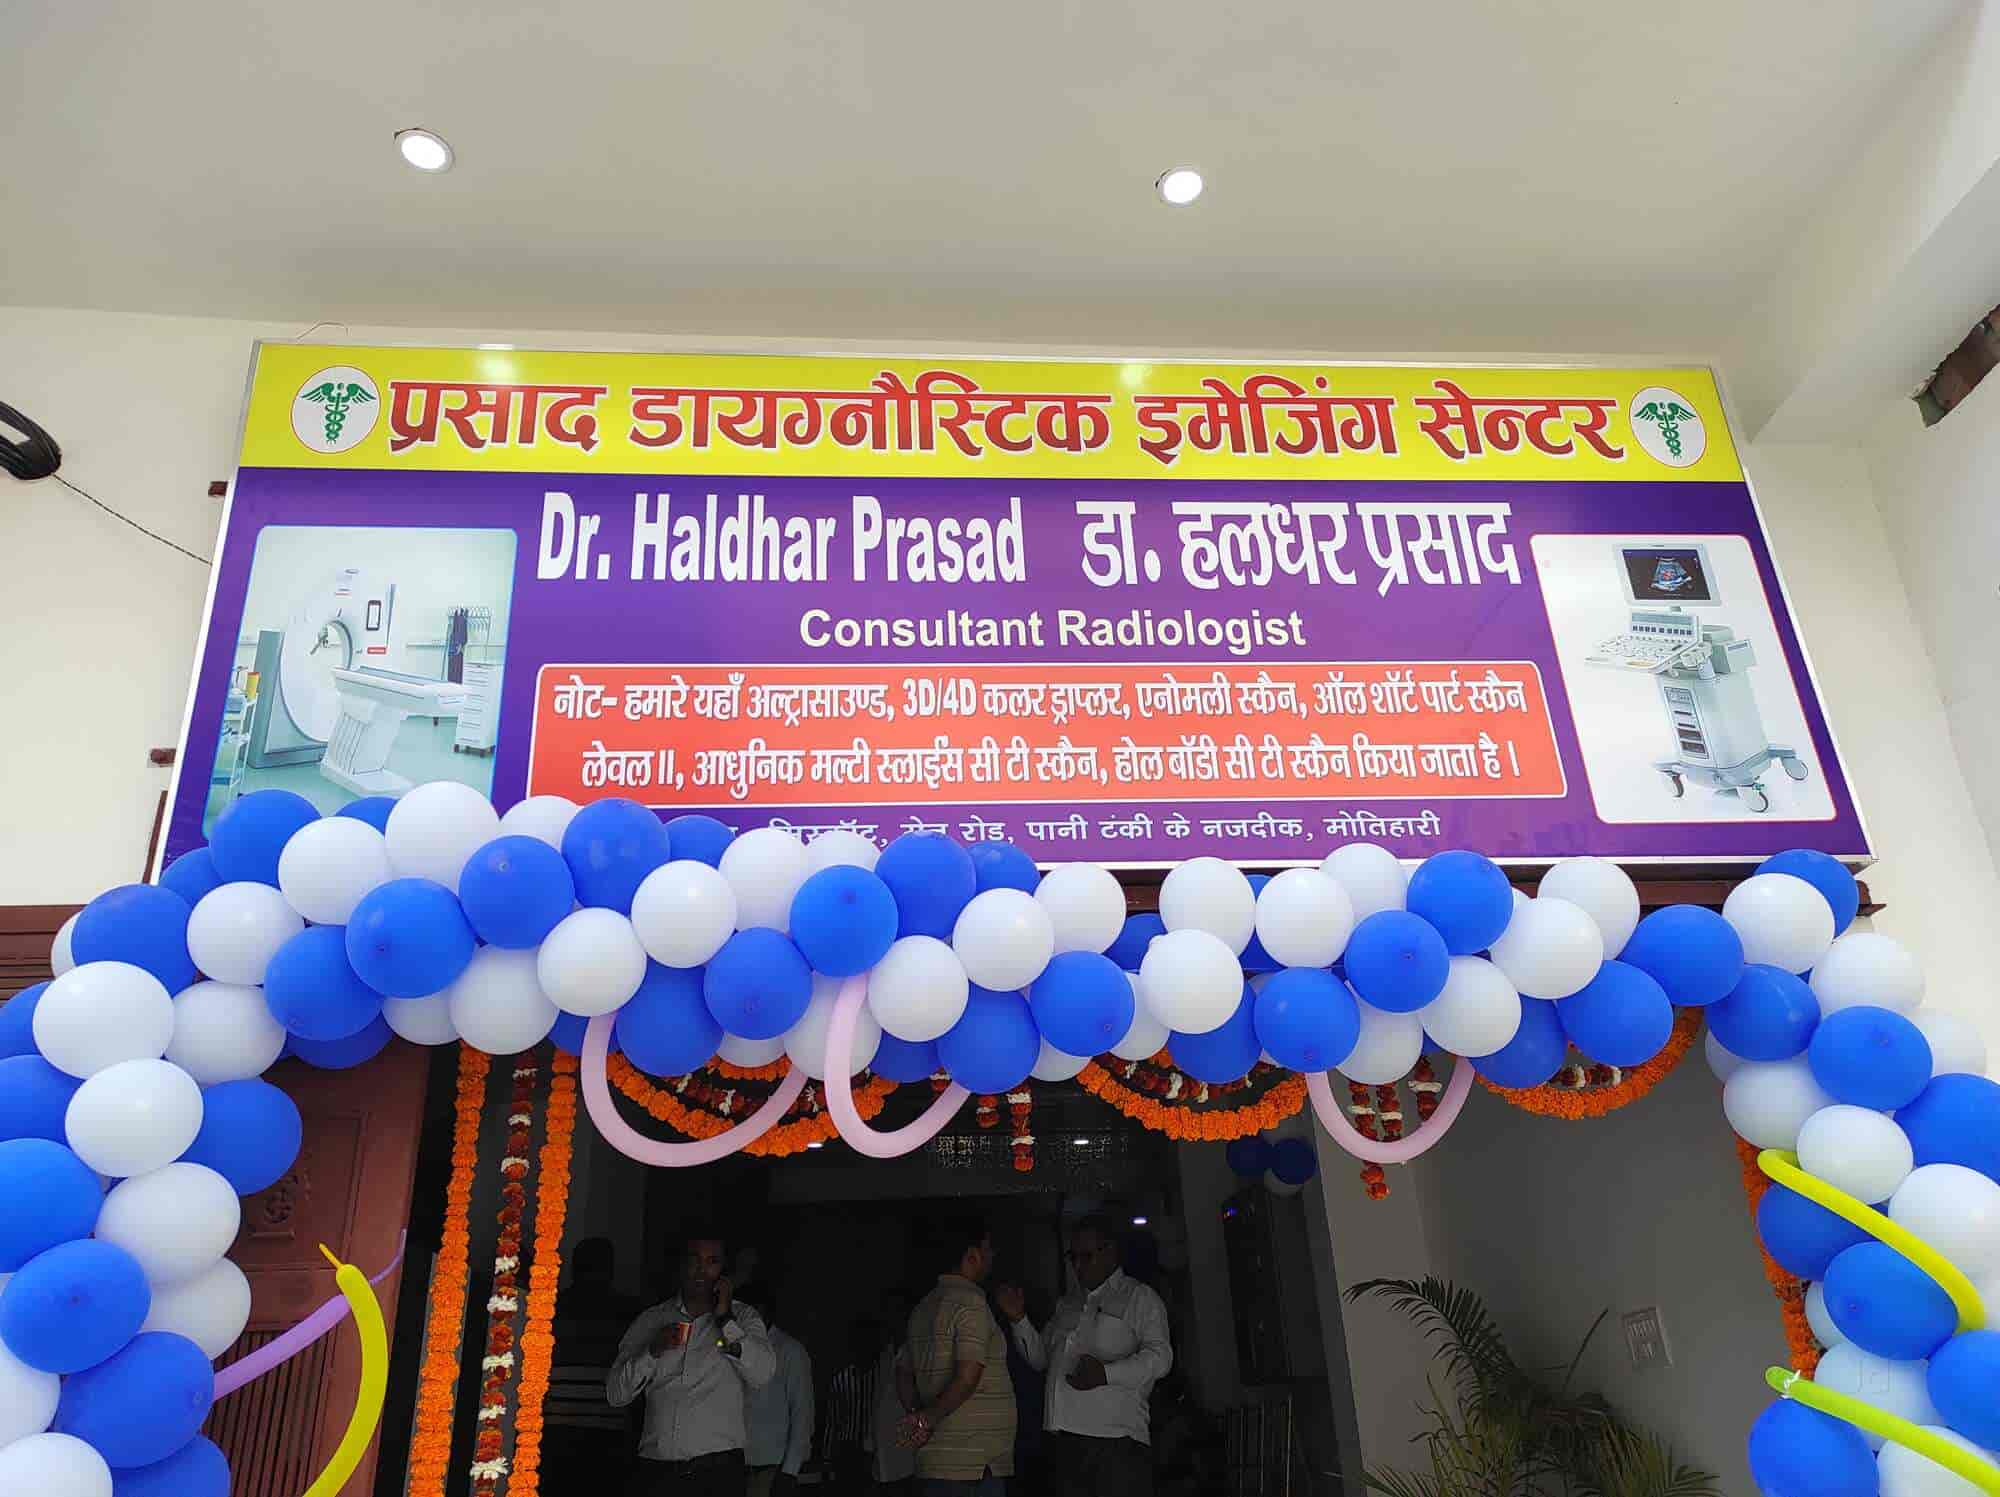 प्रसाद डायग्नौस्टिक इमेजिंग सेन्टर
Dr. Haldhar Prasad डा. हलधर प्रसाद
Consultant Radiologist
नोट- हमारे यहाँ अल्ट्रासाउण्ड, 3D/4D कलर ड्राप्लर, एनोमली स्कैन, ऑल शॉर्ट पार्ट स्कैन
लेवल II, आधुनिक मल्टी स्लाईस सी टी स्कैन, होल बॉडी सी टी स्कैन किया जाता है ।
रोड, पानी टंकी के नजदीक, मोतिहारी